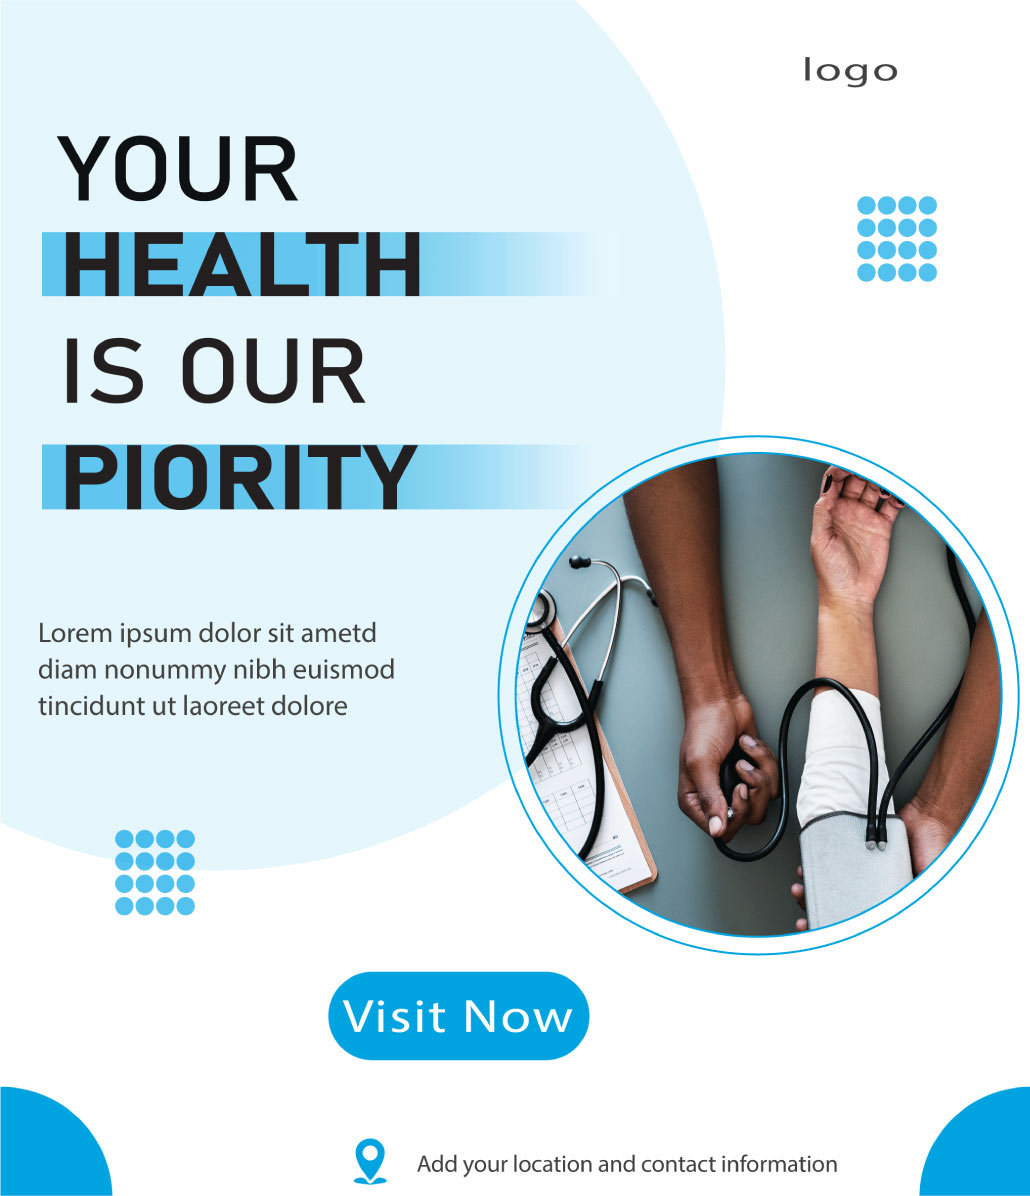 logo
YOUR
HEALTH
IS OUR
PIORITY
Lorem ipsum dolor sit ametd
diam nonummy nibh euismod
tincidunt ut laoreet dolore
Visit Now
Add your location and contact information